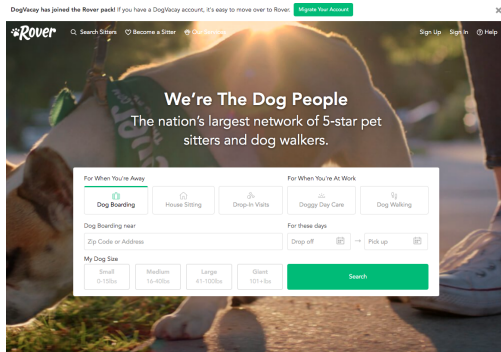 DogVacay has joined the Rover pack! If you have a DogVacay account, it's easy to move over to Rover. Migrate Your Account
Rover Search Sitters Become a Sitter Our Services Sign Up Sign In Help
We're The Dog People
The nation's largest network of 5-star pet
sitters and dog walkers.
For When You're Away For When You're At Work
Dog Boarding House Sitting Drop-In Visits Doggy Day Care Dog Walking
Dog Boarding near For these days
Zip Code or Address Drop off → Pick up
My Dog Size
Small Medium Large Giant
0-15lbs 16-40lbs 41-100lbs 101+lbs
Search